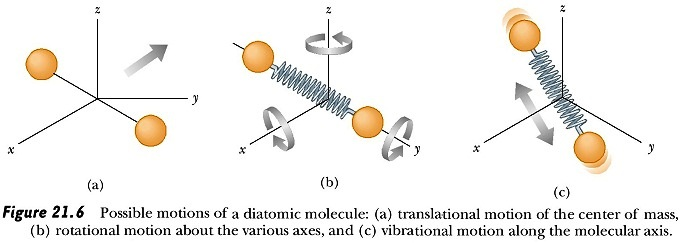 z
z
z
y
x
x
y
x
y
(a)
(b)
(c)
Figure 21.6 Possible motions of a diatomic molecule: (a) translational motion of the center of mass,
(b) rotational motion about the various axes, and (c) vibrational motion along the molecular axis.